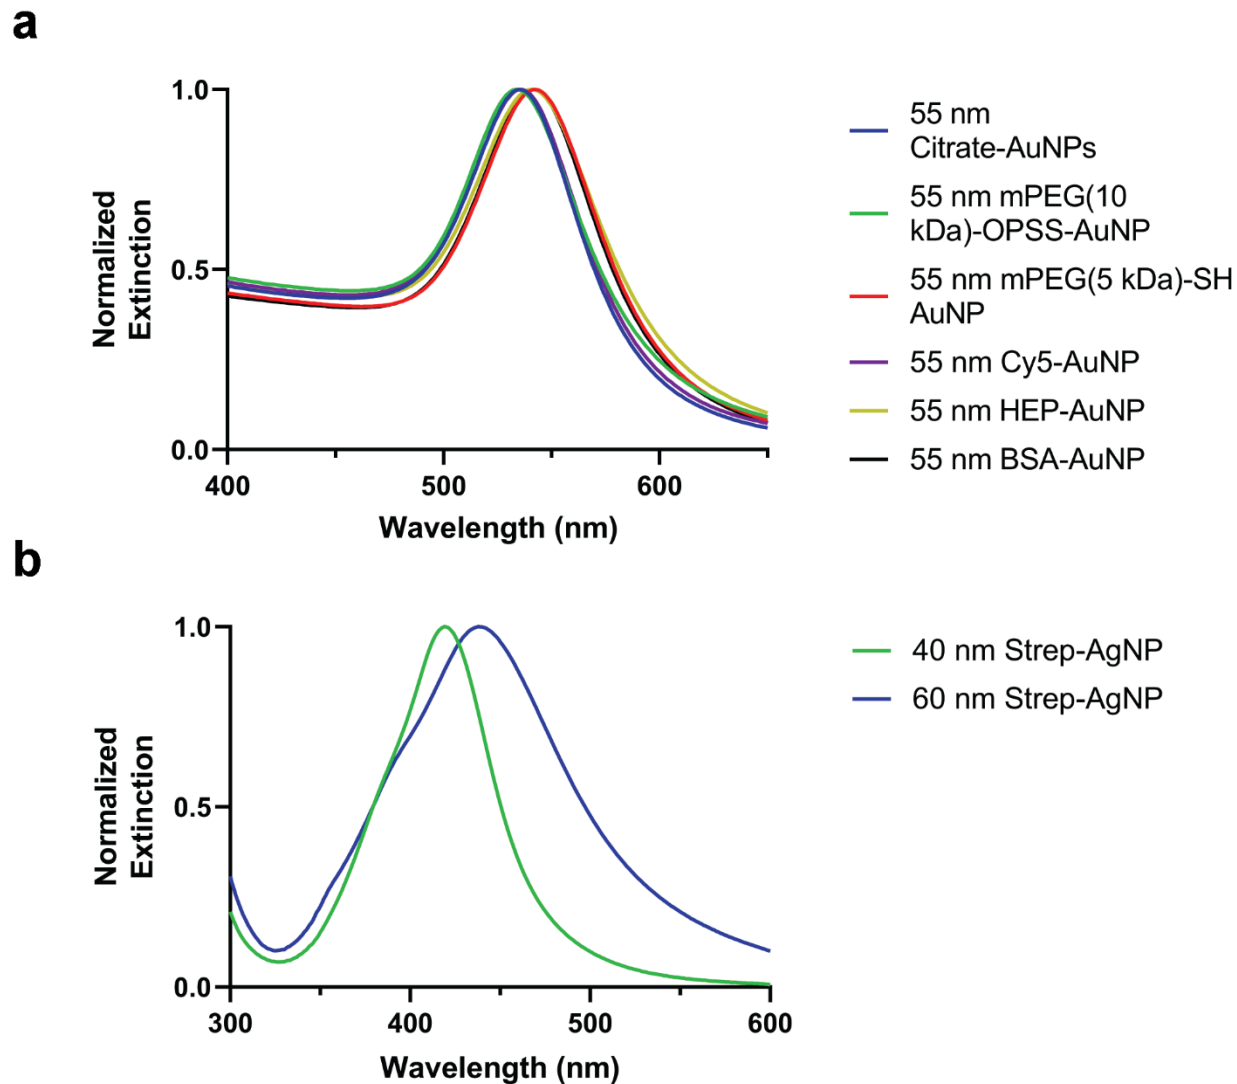 a
1.0
0.5
0.0
400
500
600
Normalized
Extinction
Wavelength (nm)
55 nm
Citrate-AuNPs
55 nm mPEG(10
kDa)-OPSS-AuNP
55 nm mPEG(5 kDa)-SH
AuNP
55 nm Cy5-AuNP
55 nm HEP-AuNP
55 nm BSA-AuNP
b
1.0
0.5
0.0
300
400
500
600
Normalized
Extinction
Wavelength (nm)
40 nm Strep-AgNP
60 nm Strep-AgNP